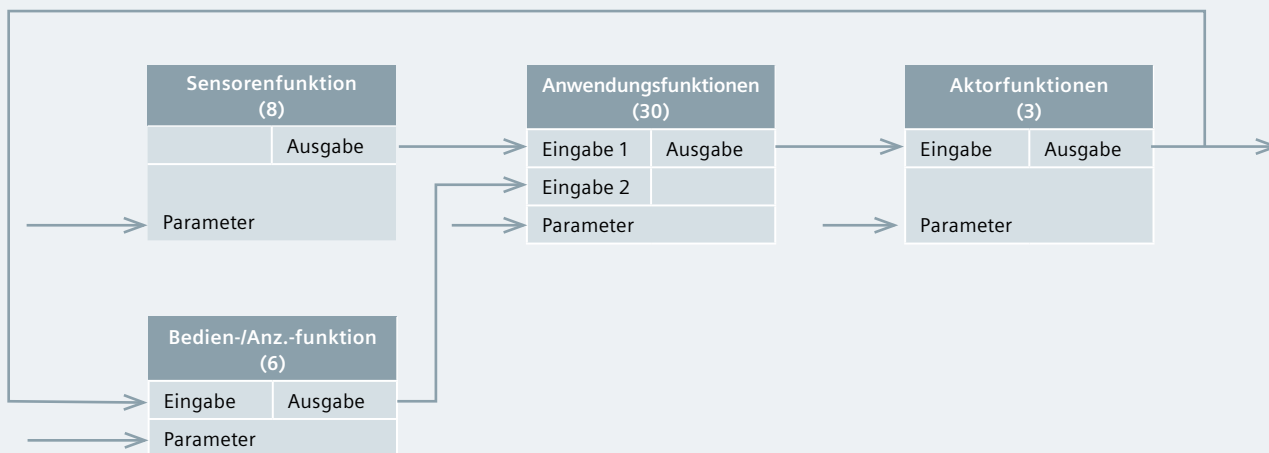 Sensorenfunktion
(8)
Ausgabe
Parameter
Anwendungsfunktionen
(30)
Eingabe 1 Ausgabe
Eingabe 2
Parameter
Aktorfunktionen
(3)
Eingabe Ausgabe
Parameter
Bedien-/Anz.-funktion
(6)
Eingabe Ausgabe
Parameter